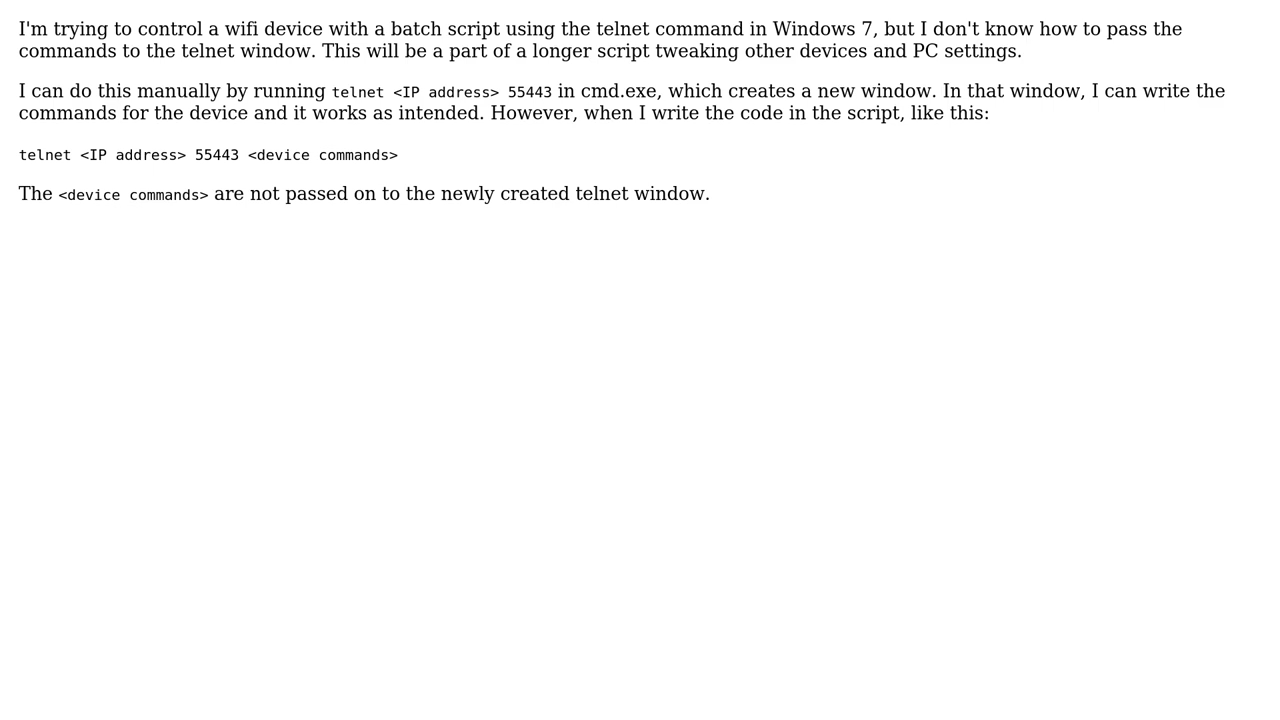 I'm trying to control a wifi device with a batch script using the telnet command in Windows 7, but I don't know how to pass the
commands to the telnet window. This will be a part of a longer script tweaking other devices and PC settings.
I can do this manually by running telnet <IP address> 55443 in cmd.exe, which creates a new window. In that window, I can write the
commands for the device and it works as intended. However, when I write the code in the script, like this:
telnet <IP address> 55443 <device commands>
The <device commands> are not passed on to the newly created telnet window.